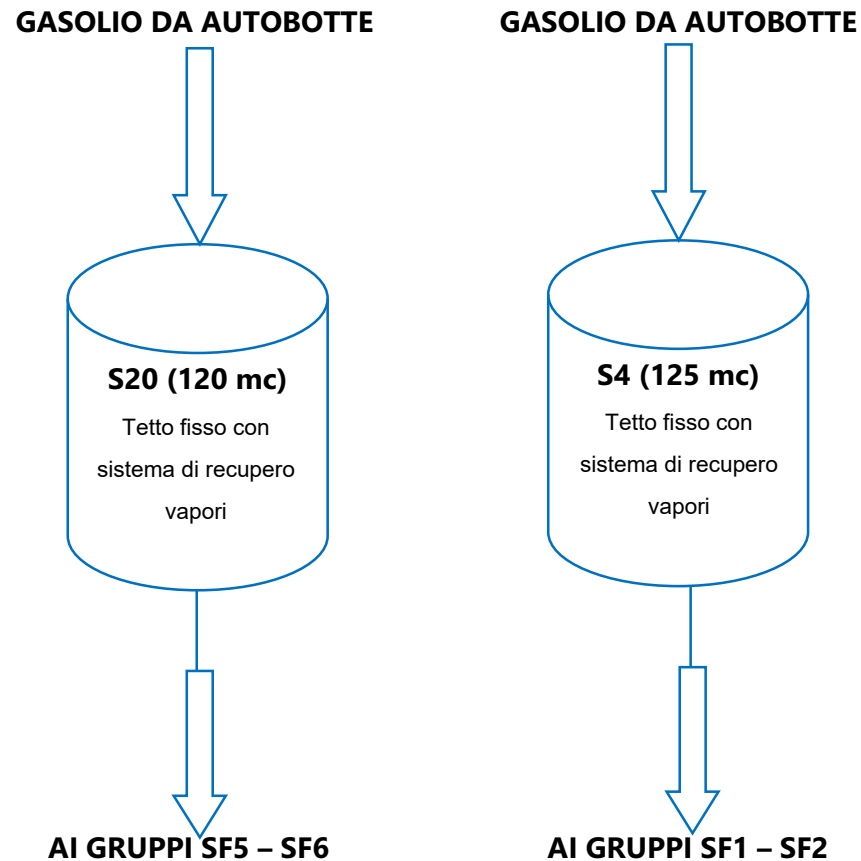 GASOLIO DA AUTOBOTTE
GASOLIO DA AUTOBOTTE
S20 (120 mc)
Tetto fisso con
sistema di recupero
vapori
S4 (125 mc)
Tetto fisso con
sistema di recupero
vapori
AI GRUPPI SF5 – SF6
AI GRUPPI SF1 – SF2